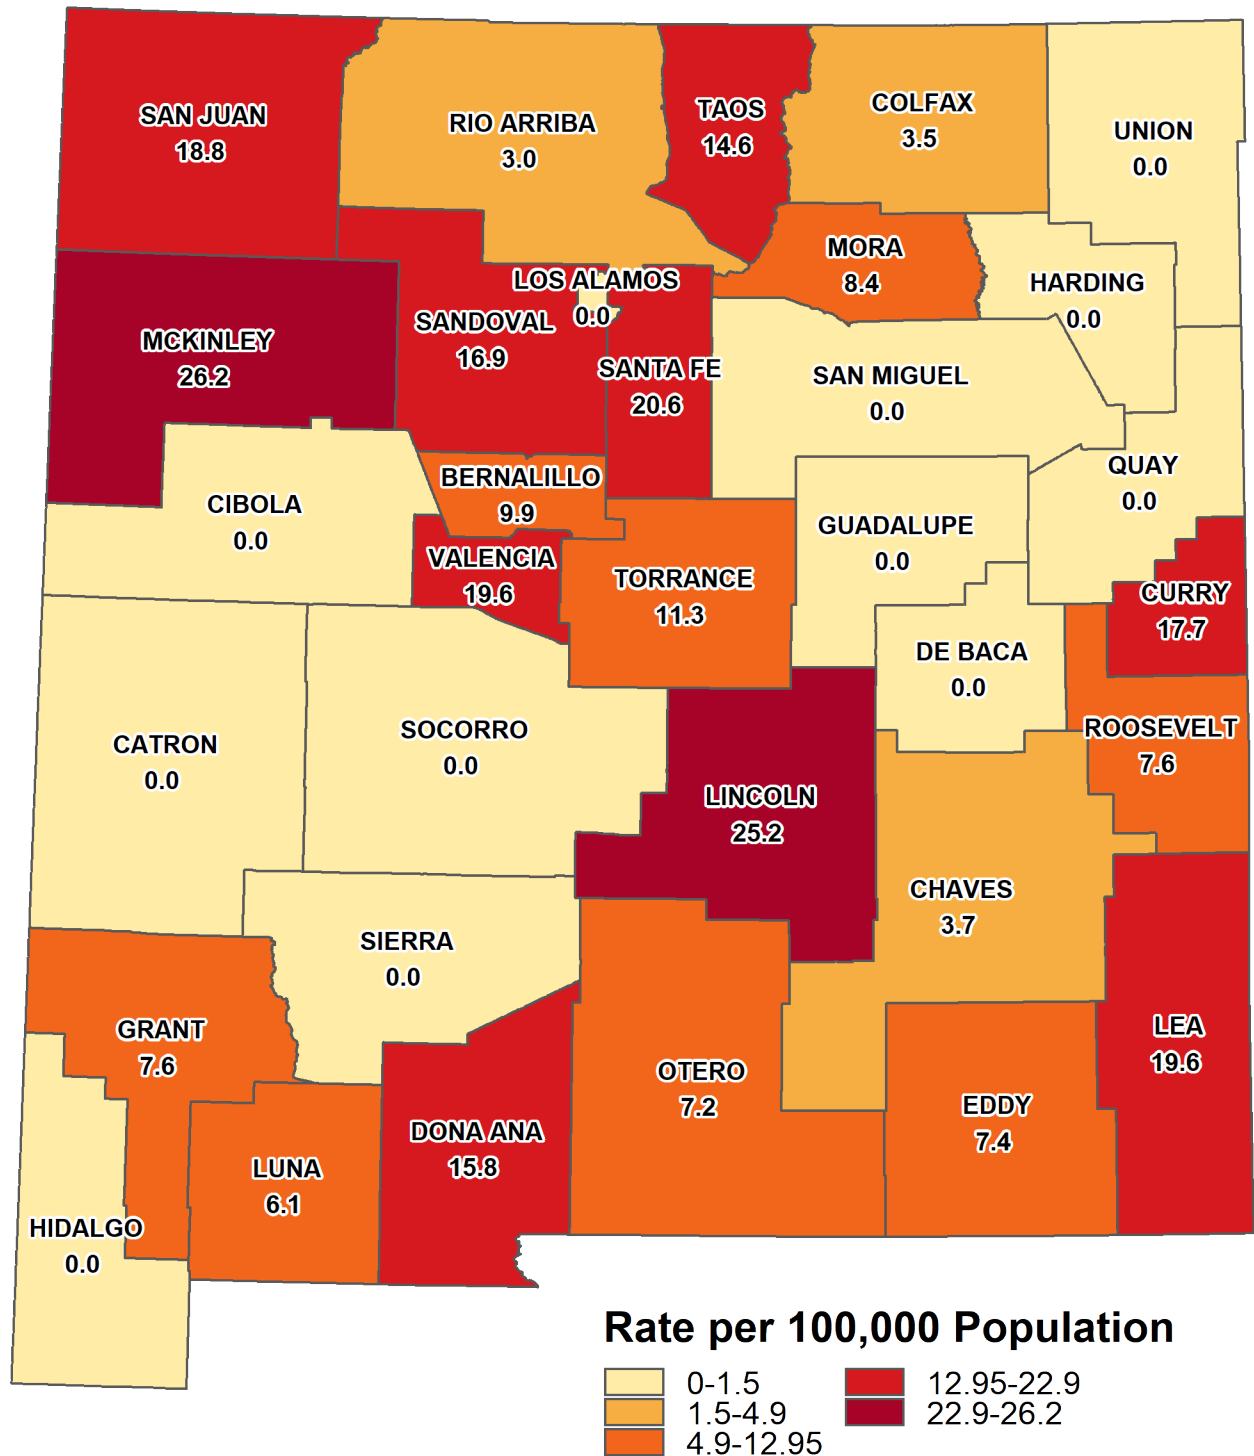 SAN JUAN
18.8
RIO ARRIBA
3.0
TAOS
14.6
COLFAX
3.5
UNION
0.0
MORA
8.4
HARDING
0.0
LOS ALAMOS
0.0
MCKINLEY
26.2
SANDOVAL
16.9
SANTA FE
20.6
SAN MIGUEL
0.0
QUAY
0.0
CIBOLA
0.0
BERNALILLO
9.9
GUADALUPE
0.0
VALENCIA
19.6
TORRANCE
11.3
CURRY
17.7
DE BACA
0.0
CATRON
0.0
SOCORRO
0.0
ROOSEVELT
7.6
LINCOLN
25.2
CHAVES
3.7
SIERRA
0.0
GRANT
7.6
LEA
19.6
OTERO
7.2
EDDY
7.4
DONA ANA
15.8
LUNA
6.1
HIDALGO
0.0
Rate per 100,000 Population
0-1.5
1.5-4.9
4.9-12.95
12.95-22.9
22.9-26.2